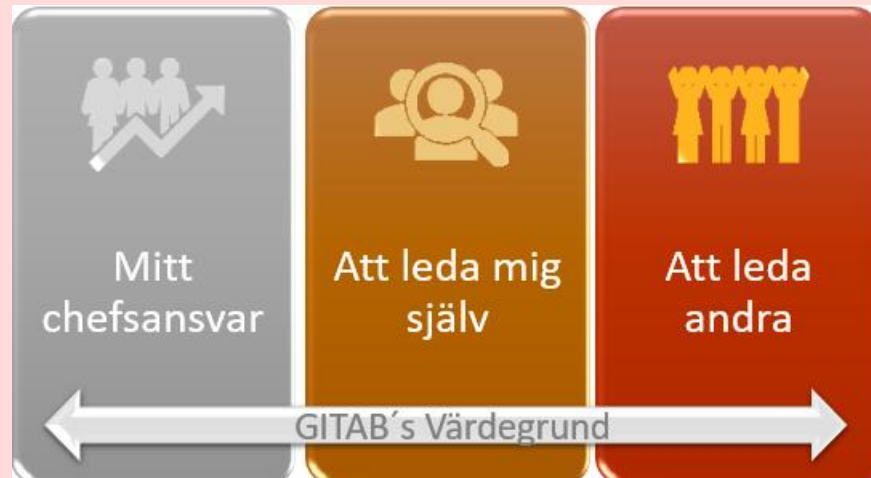 Mitt
chefsansvar
Att leda mig
själv
Att leda
andra
GITAB´s Värdegrund